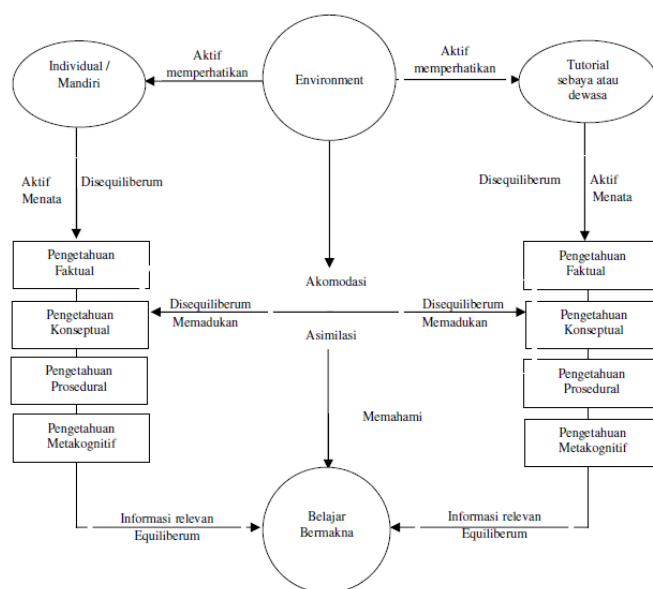 Individual /
Mandiri
Aktif
memperhatikan
Environment
Aktif
memperhatikan
Tutorial
sebaya atau
dewasa
Aktif
Menata
Disequiliberum
Disequiliberum
Aktif
Menata
Pengetahuan
Faktual
Pengetahuan
Konseptual
Pengetahuan
Prosedural
Pengetahuan
Metakognitif
Akomodasi
Disequiliberum
Memadukan
Disequiliberum
Memadukan
Asimilasi
Memahami
Pengetahuan
Faktual
Pengetahuan
Konseptual
Pengetahuan
Prosedural
Pengetahuan
Metakognitif
Informasi relevan
Equiliberum
Belajar
Bermakna
Informasi relevan
Equiliberum